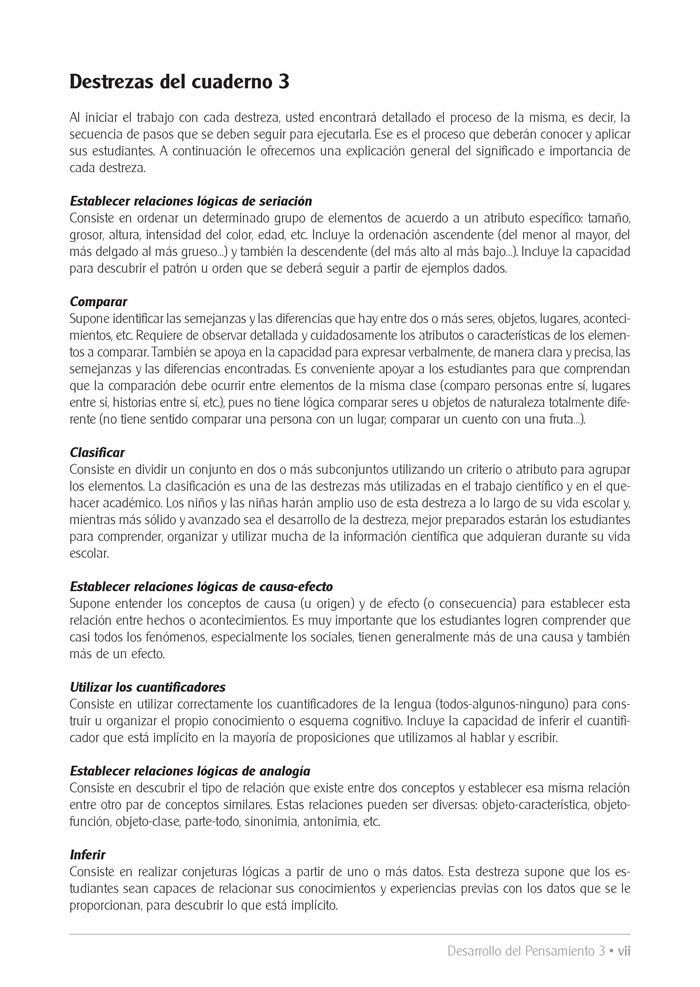 Destrezas del cuaderno 3
Al iniciar el trabajo con cada destreza, usted encontrará detallado el proceso de la misma, es decir, la
secuencia de pasos que se deben seguir para ejecutarla. Ese es el proceso que deberán conocer y aplicar
sus estudiantes. A continuación le ofrecemos una explicación general del significado e importancia de
cada destreza.
Establecer relaciones lógicas de seriación
Consiste en ordenar un determinado grupo de elementos de acuerdo a un atributo específico: tamaño,
grosor, altura, intensidad del color, edad, etc. Incluye la ordenación ascendente (del menor al mayor, del
más delgado al más grueso...) y también la descendente (del más alto al más bajo...). Incluye la capacidad
para descubrir el patrón u orden que se deberá seguir a partir de ejemplos dados.
Comparar
Supone identificar las semejanzas y las diferencias que hay entre dos o más seres, objetos, lugares, aconteci-
mientos, etc. Requiere de observar detallada y cuidadosamente los atributos o características de los elemen-
tos a comparar. También se apoya en la capacidad para expresar verbalmente, de manera clara y precisa, las
semejanzas y las diferencias encontradas. Es conveniente apoyar a los estudiantes para que comprendan
que la comparación debe ocurrir entre elementos de la misma clase (comparo personas entre sí, lugares
entre sí, historias entre sí, etc.), pues no tiene lógica comparar seres u objetos de naturaleza totalmente dife-
rente (no tiene sentido comparar una persona con un lugar; comparar un cuento con una fruta...).
Clasificar
Consiste en dividir un conjunto en dos o más subconjuntos utilizando un criterio o atributo para agrupar
los elementos. La clasificación es una de las destrezas más utilizadas en el trabajo científico y en el que-
hacer académico. Los niños y las niñas harán amplio uso de esta destreza a lo largo de su vida escolar y,
mientras más sólido y avanzado sea el desarrollo de la destreza, mejor preparados estarán los estudiantes
para comprender, organizar y utilizar mucha de la información científica que adquieran durante su vida
escolar.
Establecer relaciones lógicas de causa-efecto
Supone entender los conceptos de causa (u origen) y de efecto (o consecuencia) para establecer esta
relación entre hechos o acontecimientos. Es muy importante que los estudiantes logren comprender que
casi todos los fenómenos, especialmente los sociales, tienen generalmente más de una causa y también
más de un efecto.
Utilizar los cuantificadores
Consiste en utilizar correctamente los cuantificadores de la lengua (todos-algunos-ninguno) para cons-
truir u organizar el propio conocimiento o esquema cognitivo. Incluye la capacidad de inferir el cuantifi-
cador que está implícito en la mayoría de proposiciones que utilizamos al hablar y escribir.
Establecer relaciones lógicas de analogía
Consiste en descubrir el tipo de relación que existe entre dos conceptos y establecer esa misma relación
entre otro par de conceptos similares. Estas relaciones pueden ser diversas: objeto-característica, objeto-
función, objeto-clase, parte-todo, sinonimia, antonimia, etc.
Inferir
Consiste en realizar conjeturas lógicas a partir de uno o más datos. Esta destreza supone que los es-
tudiantes sean capaces de relacionar sus conocimientos y experiencias previas con los datos que se le
proporcionan, para descubrir lo que está implícito.
Desarrollo del Pensamiento 3 • vii